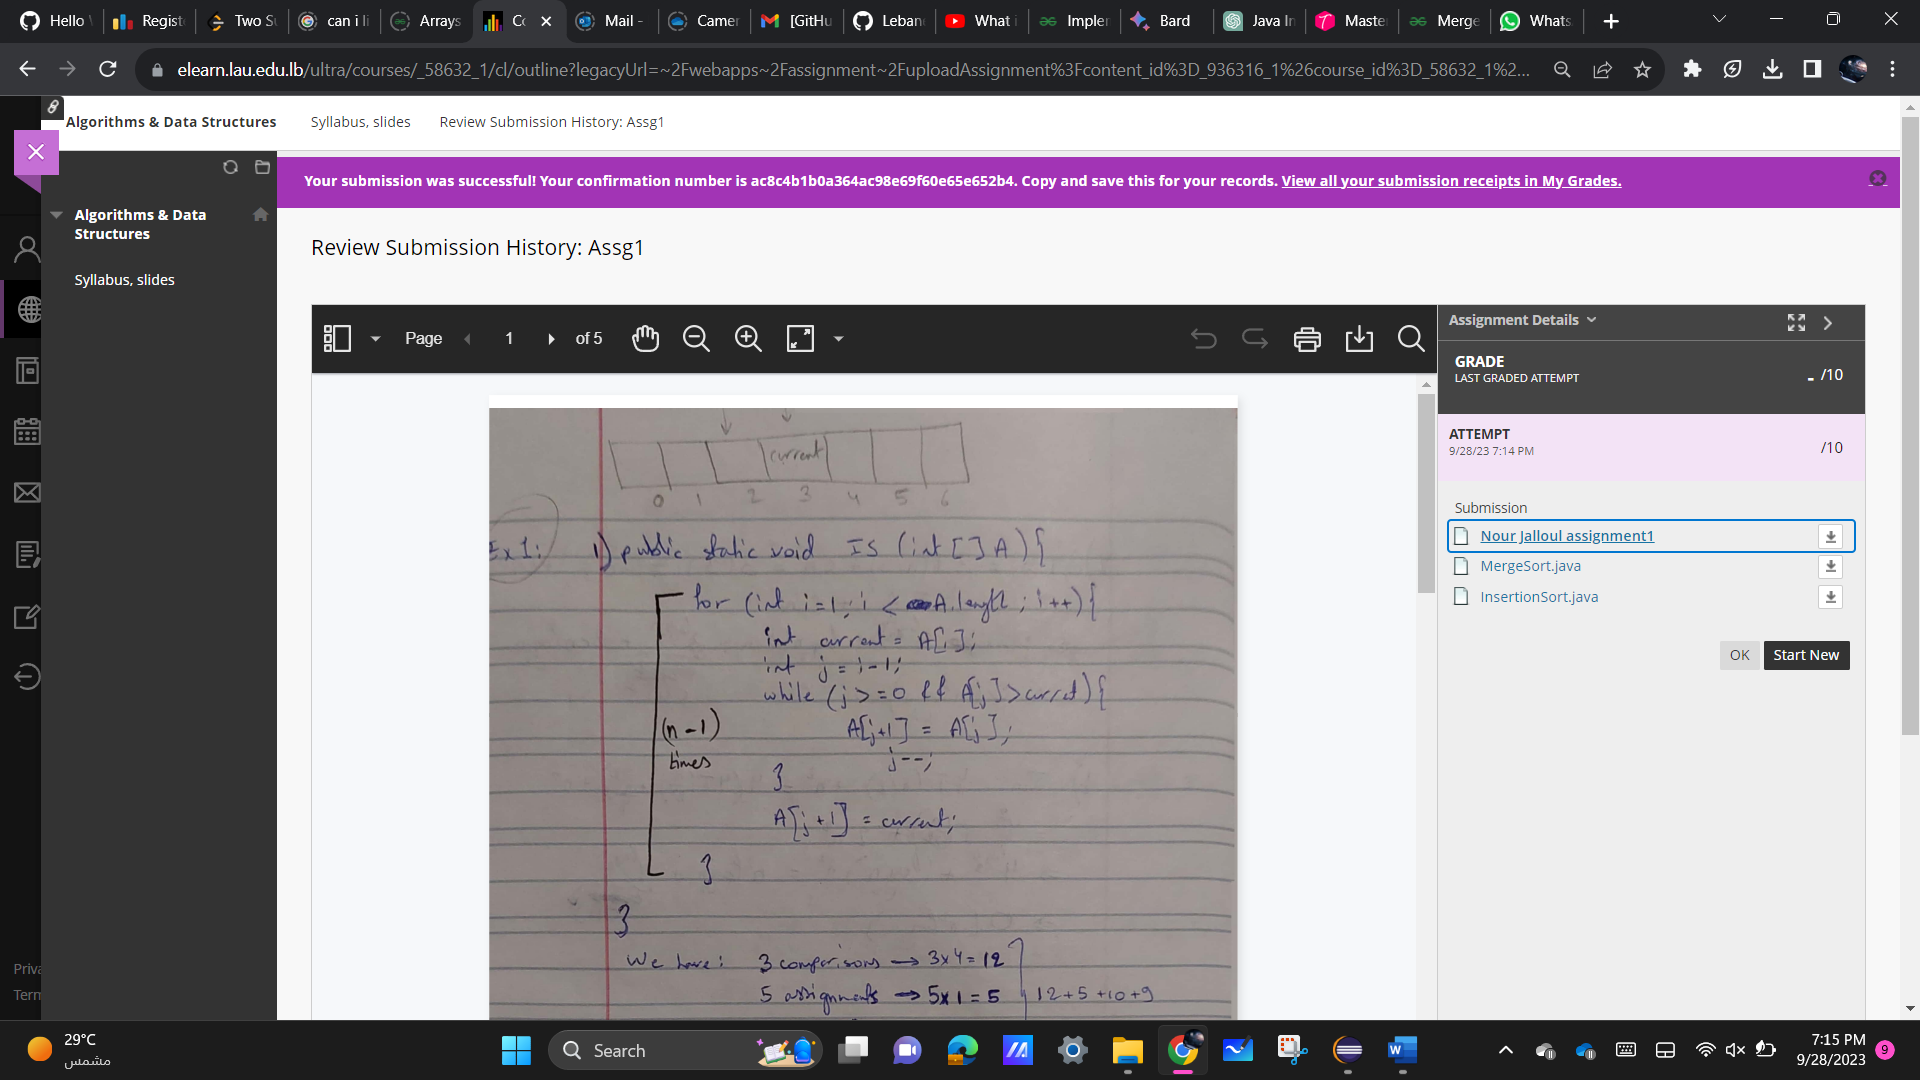 Hello
Regist
Two S
can i li
Arrays
Co
Mail -
Camer
[GitHu
Leban
What i
Implem
Bard
Java In
Maste
Merge
Whats
elearn.lau.edu.lb/ultra/courses/_58632_1/cl/outline?legacyUrl=~2Fwebapps~2Fassignment~2FuploadAssignment%3Fcontent_id%3D_936316_1%26course_id%3D_58632_1%2...
Algorithms & Data Structures
Syllabus, slides
Review Submission History: Assg1
Your submission was successful! Your confirmation number is ac8c4b1b0a364ac98e69f60e65e652b4. Copy and save this for your records. View all your submission receipts in My Grades.
Algorithms & Data
Structures
Syllabus, slides
Priva
Term
Review Submission History: Assg1
Page 1 of 5
current
0 1 2 3 4 5 6
Ex1: 1) public static void IS (int [] A) {
for (int i=1; i < A.length ; i++) {
int current = A[i];
int j = i-1;
while (j >=0 && A[j] > curret) {
(n-1)
times
A[j+1] = A[j];
j--;
}
A[j+1] = current;
}
}
We have: 3 comparisons → 3x4 = 12
5 assignments → 5x1 = 5
12+5+10+9
Assignment Details
GRADE
LAST GRADED ATTEMPT
- /10
ATTEMPT
9/28/23 7:14 PM
/10
Submission
Nour Jalloul assignment1
MergeSort.java
InsertionSort.java
OK
Start New
29°C
مشمس
Search
W
7:15 PM
9/28/2023
9